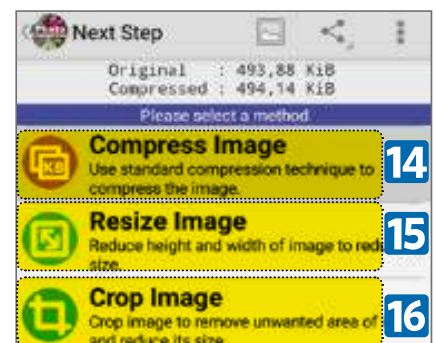 Next Step
Original : 493,88 KiB
Compressed : 494,14 KiB
Please select a method
Compress Image
Use standard compression technique to
compress the image.
14
Resize Image
Reduce height and width of image to red
size.
15
Crop Image
Crop image to remove unwanted area of
and reduce its size.
16